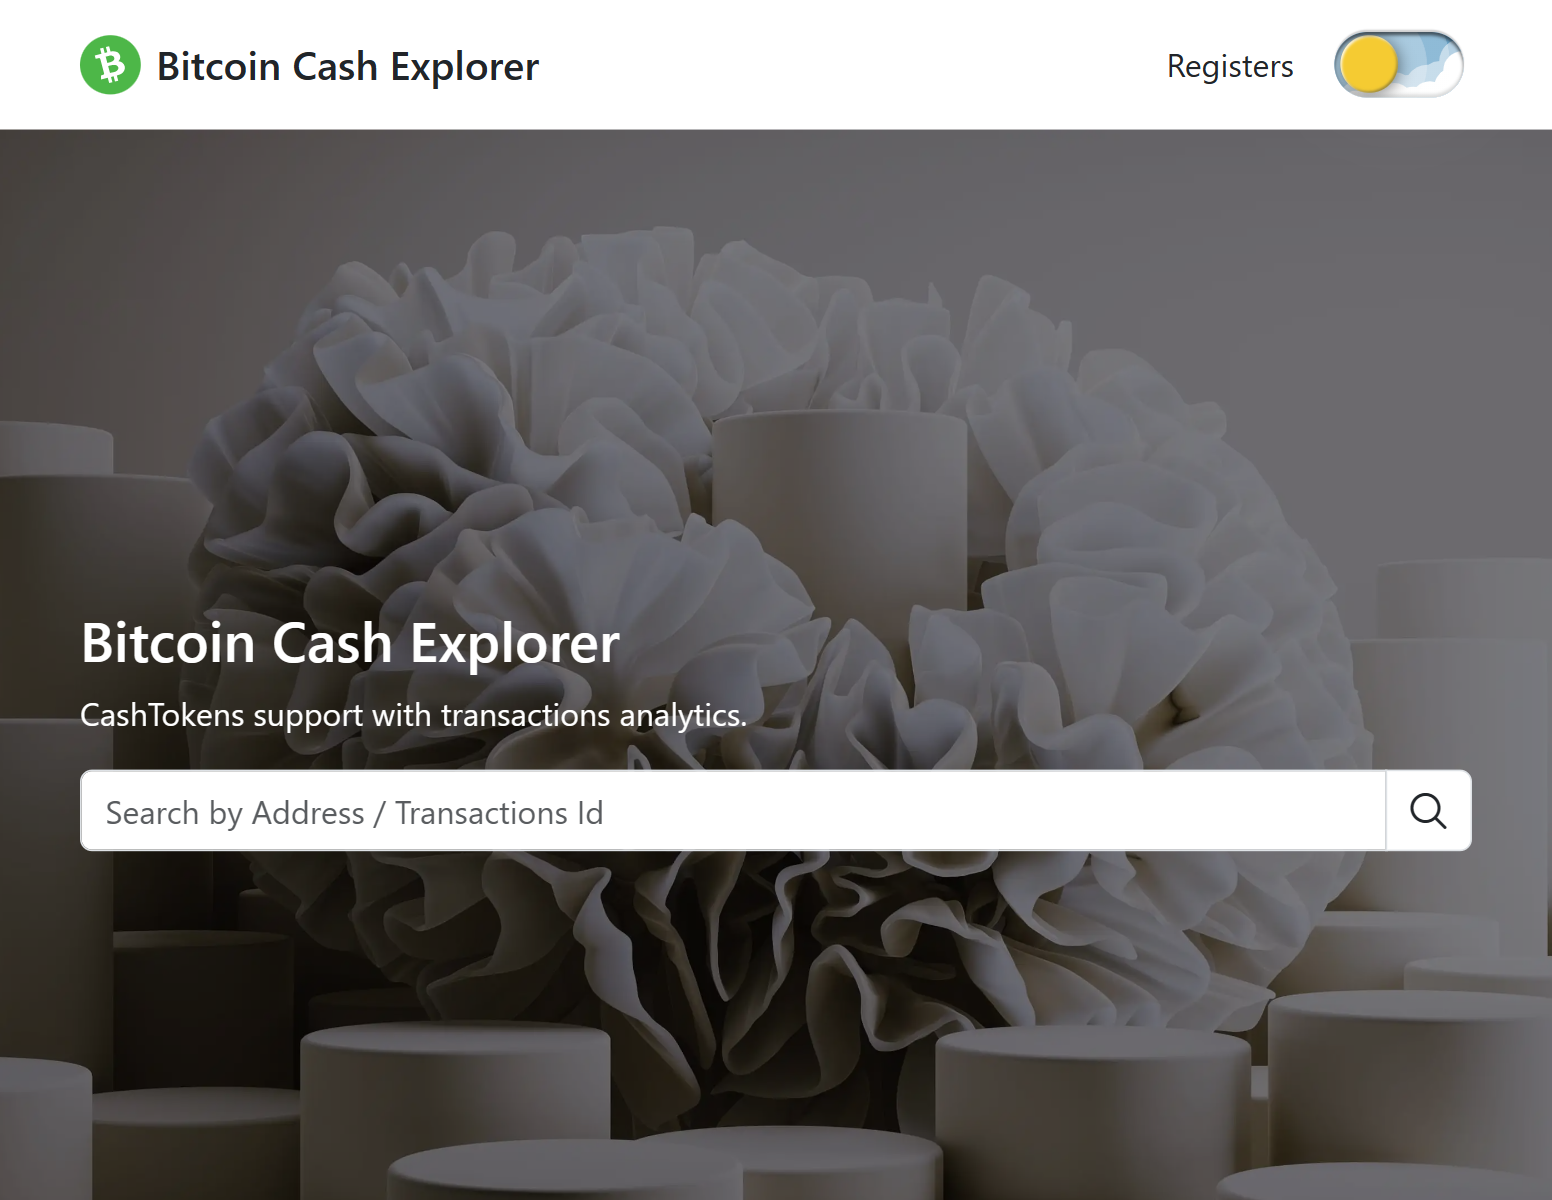 Bitcoin Cash Explorer
Registers
Bitcoin Cash Explorer
CashTokens support with transactions analytics.
Search by Address / Transactions Id